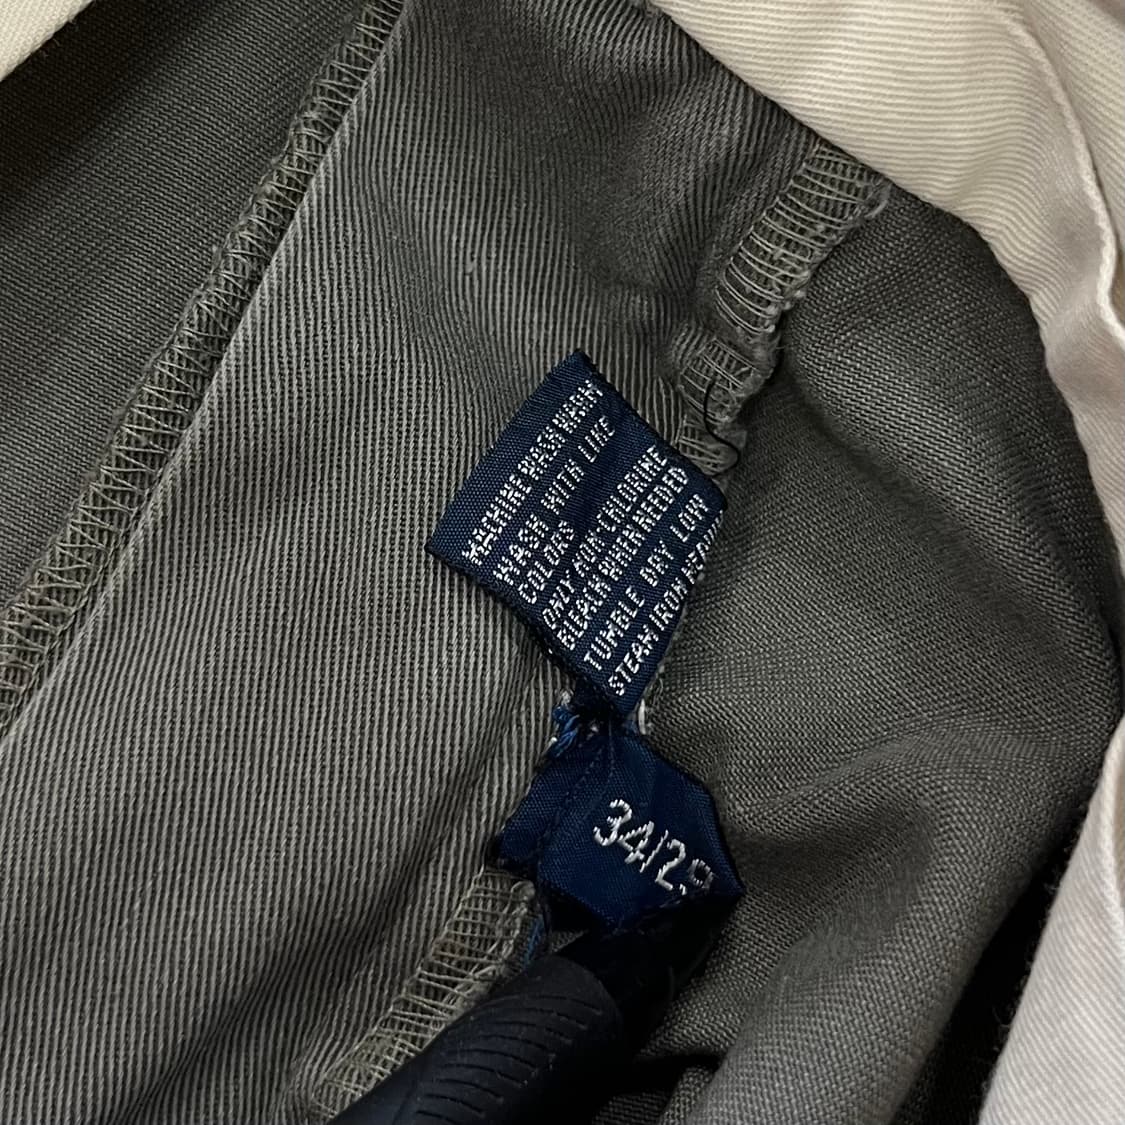 MACHINE WASH WARM
WASH WITH LIKE
COLORS
ONLY NON-CHLORINE
BLEACH WHEN NEEDED
TUMBLE DRY LOW
STEAM IRON
34/29